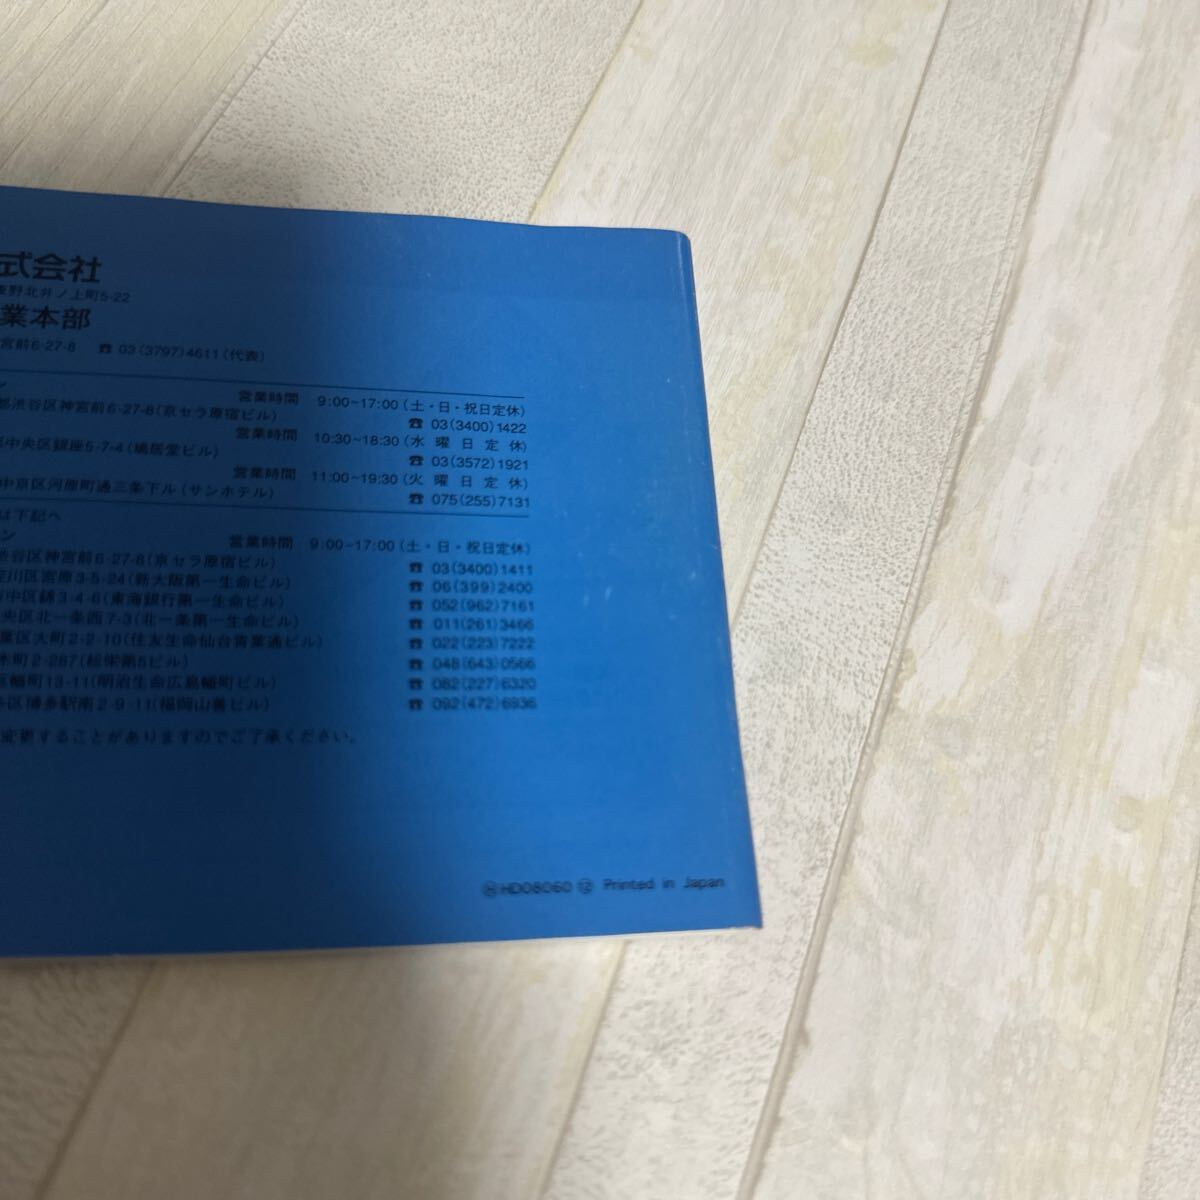 式会社
野北井ノ上町5-22
業本部
宮前6-27-8 ☎ 03(3797)4611(代表)
ン 営業時間 9:00~17:00(土・日・祝日定休)
都渋谷区神宮前6-27-8(京セラ原宿ビル) ☎ 03(3400)1422
営業時間 10:30~18:30(水曜日定休)
中央区銀座5-7-4(鳩居堂ビル) ☎ 03(3572)1921
営業時間 11:00~19:30(火曜日定休)
中京区河原町通三条下ル(サンホテル) ☎ 075(255)7131
は下記へ
ン 営業時間 9:00~17:00(土・日・祝日定休)
渋谷区神宮前6-27-8(京セラ原宿ビル) ☎ 03(3400)1411
淀川区宮原3-5-24(新大阪第一生命ビル) ☎ 06(399)2400
中区錦3-4-6(東海銀行第一生命ビル) ☎ 052(962)7161
央区北一条西7-3(北一条第一生命ビル) ☎ 011(261)3466
葉区大町2-2-10(住友生命仙台青葉通ビル) ☎ 022(223)7222
木町2-287(松栄第5ビル) ☎ 048(643)0566
区幟町13-11(明治生命広島幟町ビル) ☎ 082(227)6320
区博多駅南2-9-11(福岡山善ビル) ☎ 092(472)6936
変更することがありますのでご了承ください。
Ⓗ HD08060 ⑫ Printed in Japan